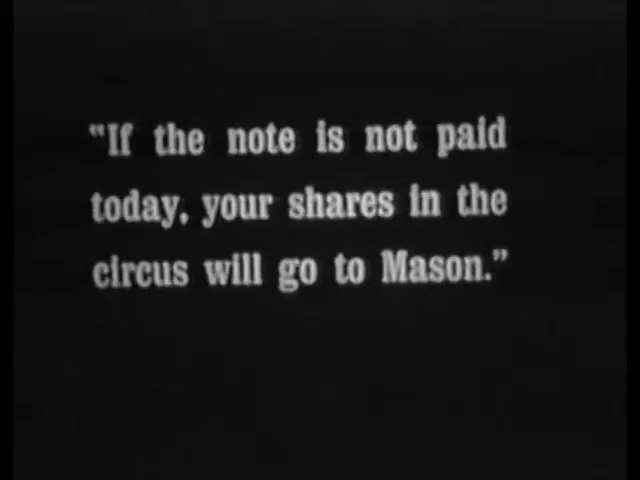 "If the note is not paid
today, your shares in the
circus will go to Mason."